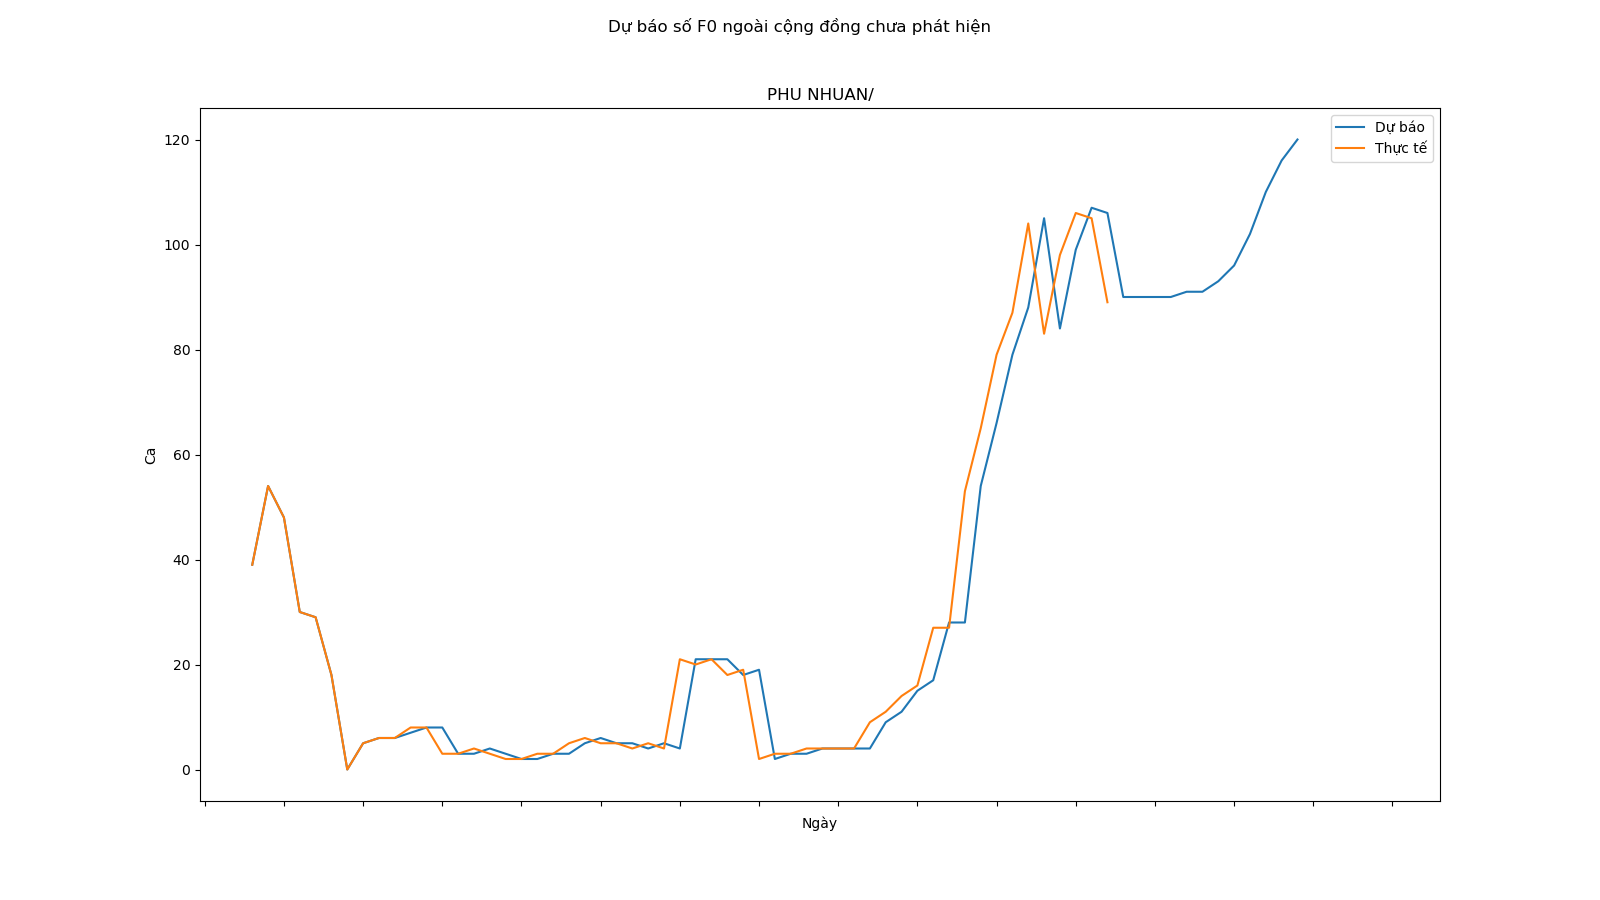 Dự báo số F0 ngoài cộng đồng chưa phát hiện
PHU NHUAN/
Dự báo
Thực tế
120
100
80
60
40
20
0
Ca
Ngày